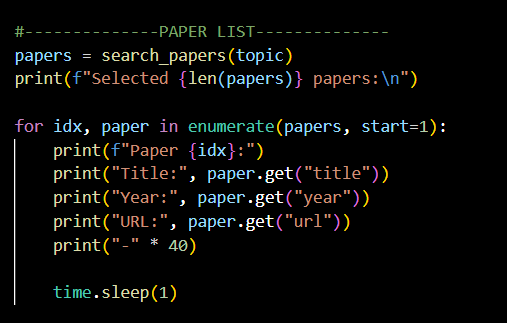 #--------------PAPER LIST--------------
papers = search_papers(topic)
print(f"Selected {len(papers)} papers:\n")

for idx, paper in enumerate(papers, start=1):
    print(f"Paper {idx}:")
    print("Title:", paper.get("title"))
    print("Year:", paper.get("year"))
    print("URL:", paper.get("url"))
    print("-" * 40)

    time.sleep(1)